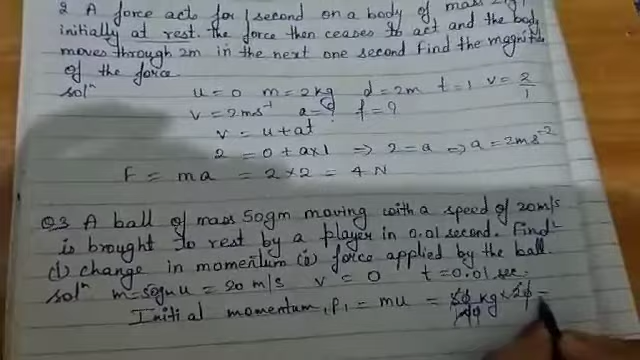 2 A force acts for 1 second on a body of mass 2kg,
initially at rest. the force then ceases to act and the body
moves through 2m in the next one second find the magnitude
of the force
solⁿ u=0 m=2kg d=2m t=1 v=2/1
v=2ms⁻¹ a=? f=?
v = u+at
2 = 0+a×1 ⇒ 2=a ⇒ a=2ms⁻²
F = ma = 2×2 = 4 N
Q3 A ball of mass 50gm moving with a speed of 20m/s
is brought to rest by a player in 0.01 second. Find
(i) change in momentum (ii) force applied by the ball.
solⁿ m=50gm u = 20 m/s v = 0 t=0.01 sec.
Initial momentum, P₁ = mu = kg × 20 =